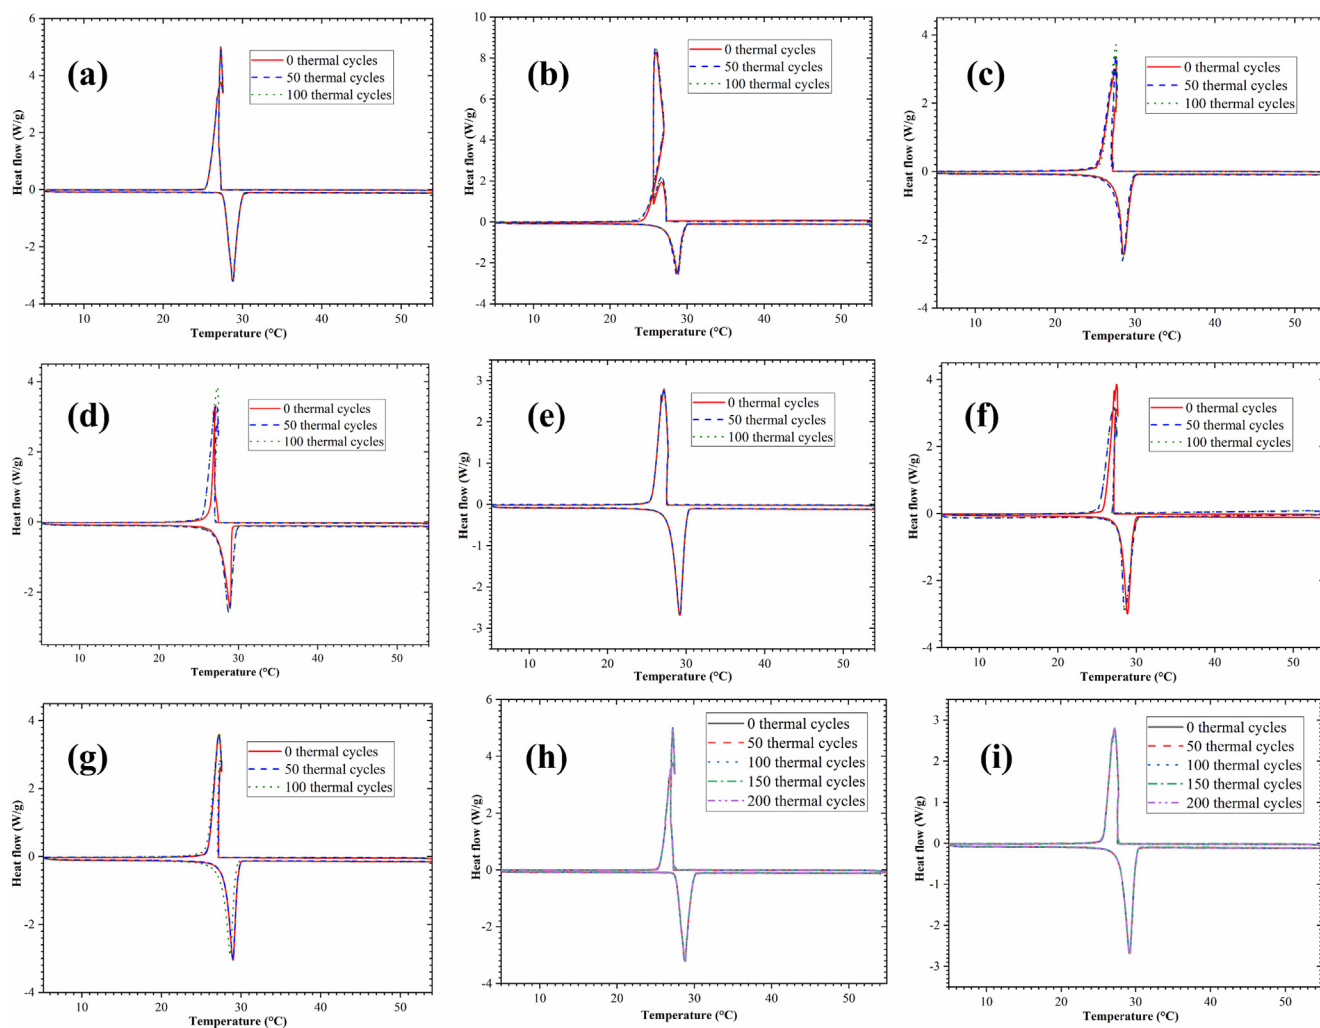 (a)
0 thermal cycles
50 thermal cycles
100 thermal cycles
Heat flow (W/g)
6
4
2
0
-2
-4
10 20 30 40 50
Temperature (°C)
(b)
0 thermal cycles
50 thermal cycles
100 thermal cycles
Heat flow (W/g)
10
8
6
4
2
0
-2
-4
10 20 30 40 50
Temperature (°C)
(c)
0 thermal cycles
50 thermal cycles
100 thermal cycles
Heat flow (W/g)
4
2
0
-2
-4
10 20 30 40 50
Temperature (°C)
(d)
0 thermal cycles
50 thermal cycles
100 thermal cycles
Heat flow (W/g)
4
2
0
-2
10 20 30 40 50
Temperature (°C)
(e)
0 thermal cycles
50 thermal cycles
100 thermal cycles
Heat flow (W/g)
3
2
1
0
-1
-2
-3
10 20 30 40 50
Temperature (°C)
(f)
0 thermal cycles
50 thermal cycles
100 thermal cycles
Heat flow (W/g)
4
2
0
-2
-4
10 20 30 40 50
Temperature (°C)
(g)
0 thermal cycles
50 thermal cycles
100 thermal cycles
Heat flow (W/g)
4
2
0
-2
-4
10 20 30 40 50
Temperature (°C)
(h)
0 thermal cycles
50 thermal cycles
100 thermal cycles
150 thermal cycles
200 thermal cycles
Heat flow (W/g)
6
4
2
0
-2
-4
10 20 30 40 50
Temperature (°C)
(i)
0 thermal cycles
50 thermal cycles
100 thermal cycles
150 thermal cycles
200 thermal cycles
Heat flow (W/g)
3
2
1
0
-1
-2
-3
10 20 30 40 50
Temperature (°C)